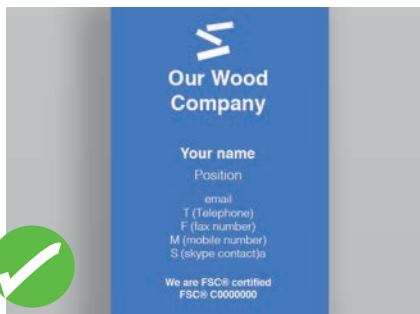 Our Wood
Company
Your name
Position
email
T (Telephone)
F (fax number)
M (mobile number)
S (skype contact)a
We are FSC® certified
FSC® C0000000